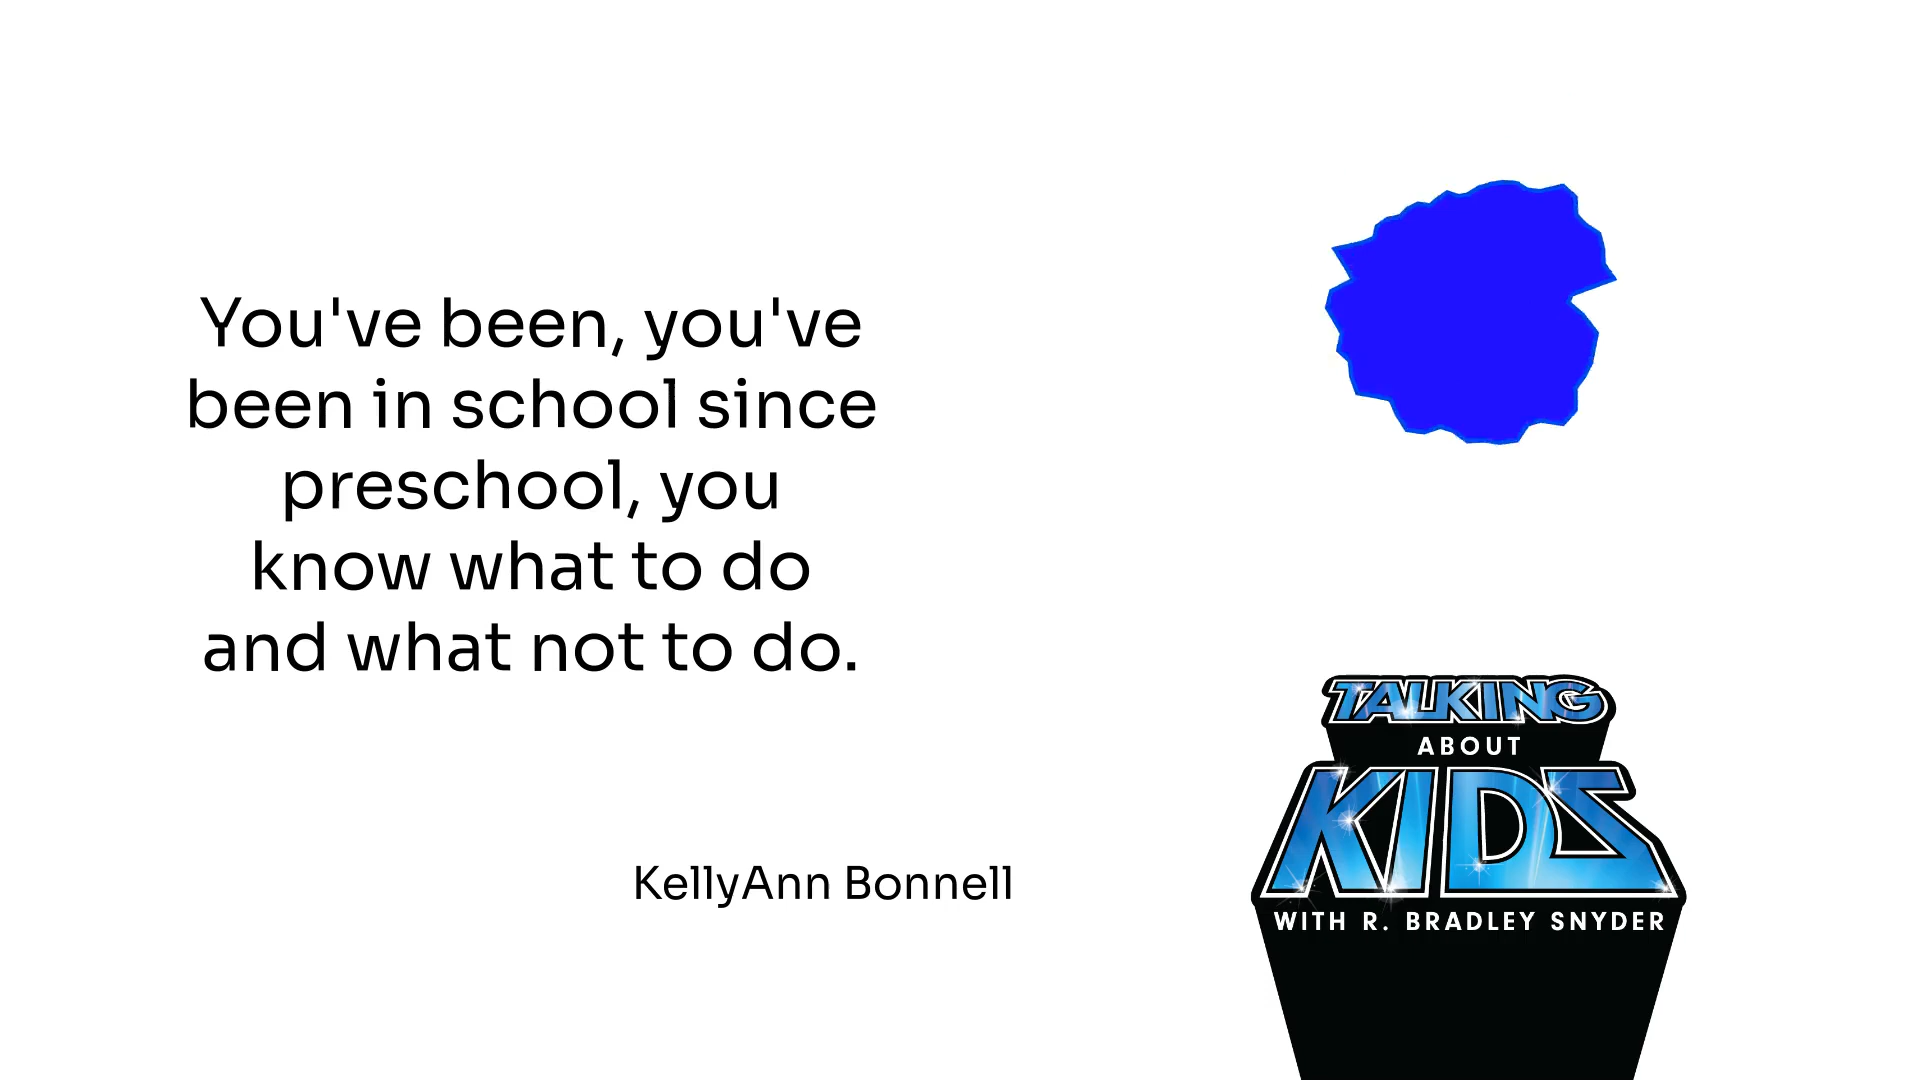 You've been, you've
been in school since
preschool, you
know what to do
and what not to do.
KellyAnn Bonnell
TALKING
ABOUT
KIDS
WITH R. BRADLEY SNYDER